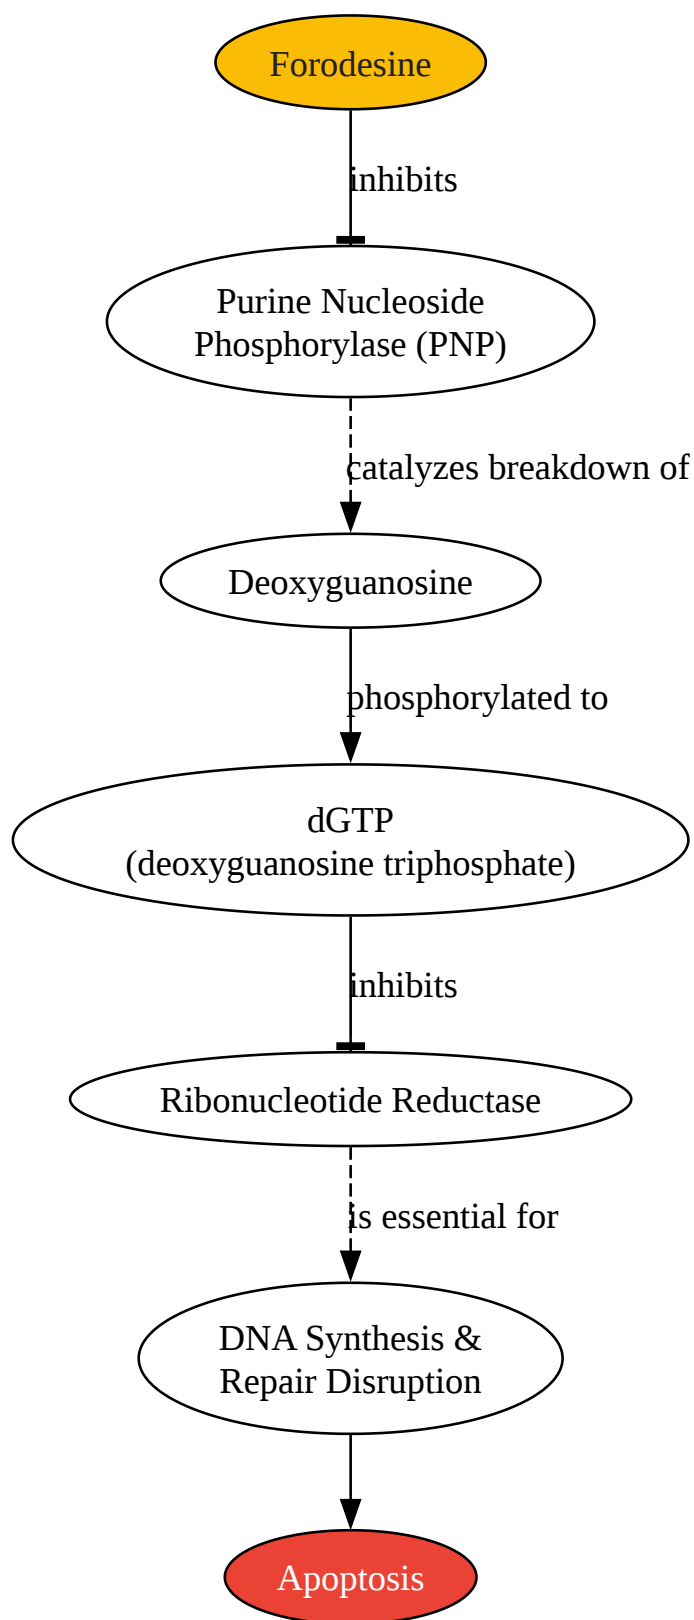 Forodesine
inhibits
Purine Nucleoside
Phosphorylase (PNP)
catalyzes breakdown of
Deoxyguanosine
phosphorylated to
dGTP
(deoxyguanosine triphosphate)
inhibits
Ribonucleotide Reductase
is essential for
DNA Synthesis &
Repair Disruption
Apoptosis